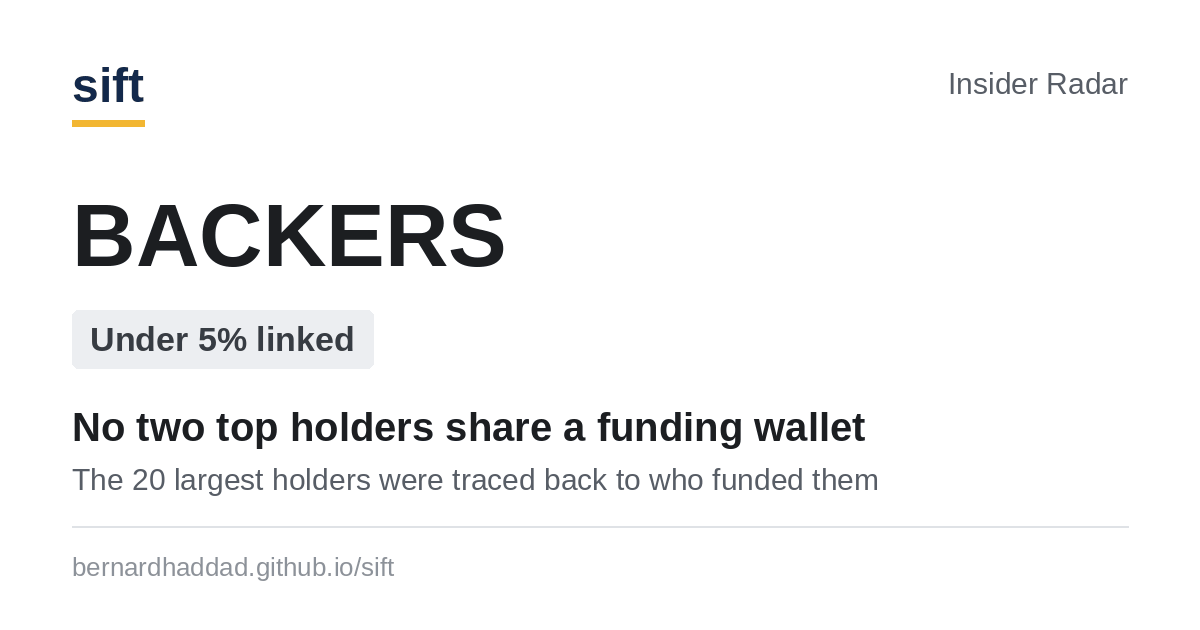 sift
Insider Radar
BACKERS
Under 5% linked
No two top holders share a funding wallet
The 20 largest holders were traced back to who funded them
bernardhaddad.github.io/sift